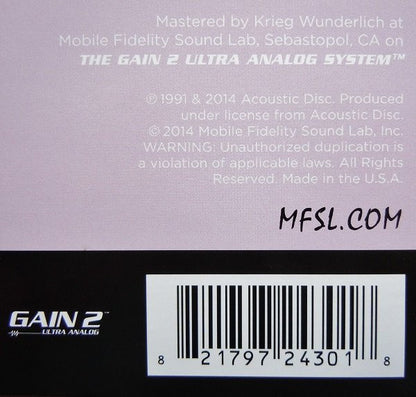 Mastered by Krieg Wunderlich at
Mobile Fidelity Sound Lab, Sebastopol, CA on
THE GAIN 2 ULTRA ANALOG SYSTEM™
℗ 1991 & 2014 Acoustic Disc. Produced
under license from Acoustic Disc.
© 2014 Mobile Fidelity Sound Lab, Inc.
WARNING: Unauthorized duplication is
a violation of applicable laws. All Rights
Reserved. Made in the U.S.A.
MFSL.COM
GAIN 2™
ULTRA ANALOG
8 21797 24301 8